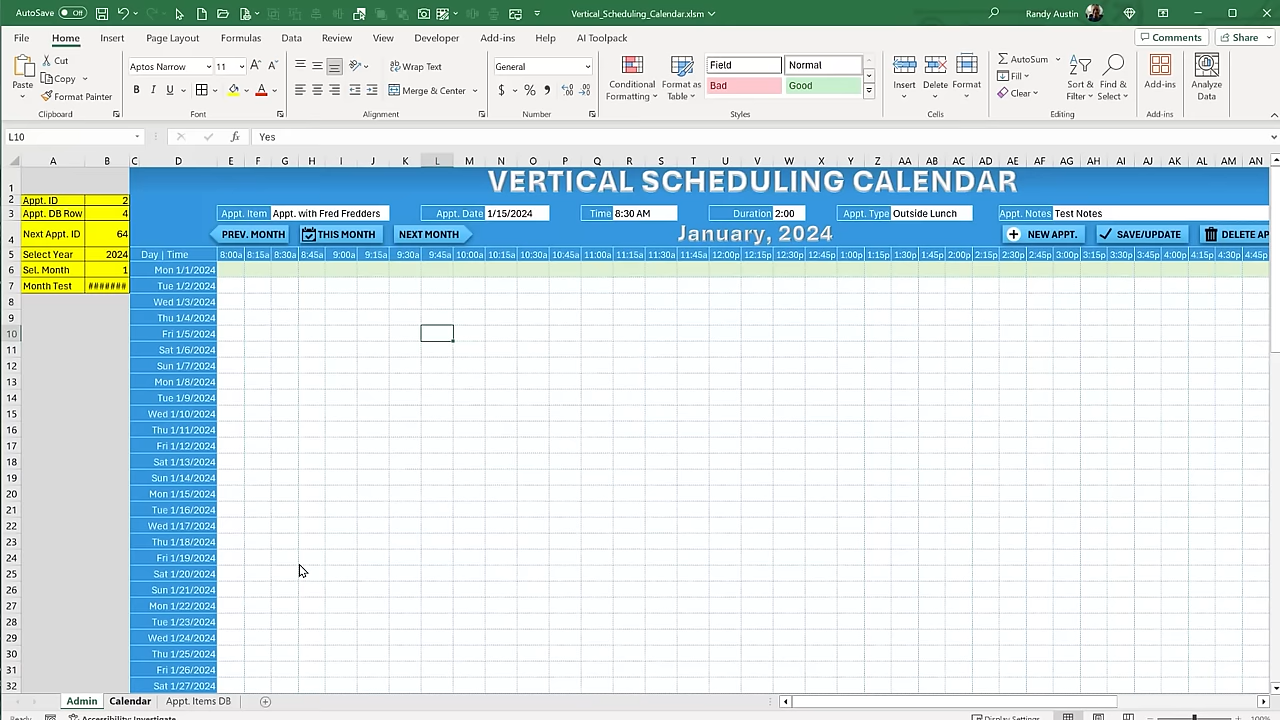 AutoSave Off Vertical_Scheduling_Calendar.xlsm Randy Austin
File Home Insert Page Layout Formulas Data Review View Developer Add-ins Help AI Toolpack Comments Share
Paste Cut Copy Format Painter
Clipboard
Aptos Narrow 11
B I U
Font
Wrap Text
Merge & Center
Alignment
General
$ % 9
Number
Conditional Formatting
Format as Table
Field Normal
Bad Good
Styles
Insert Delete Format
Cells
AutoSum
Fill
Clear
Sort & Filter
Find & Select
Editing
Add-ins
Add-ins
Analyze Data
L10 fx Yes
A B C D E F G H I J K L M N O P Q R S T U V W X Y Z AA AB AC AD AE AF AG AH AI AJ AK AL AM AN
1 VERTICAL SCHEDULING CALENDAR
2 Appt. ID 2
3 Appt. DB Row 4 Appt. Item Appt. with Fred Fredders Appt. Date 1/15/2024 Time 8:30 AM Duration 2:00 Appt. Type Outside Lunch Appt. Notes Test Notes
4 Next Appt. ID 64 PREV. MONTH THIS MONTH NEXT MONTH January, 2024 NEW APPT. SAVE/UPDATE DELETE AP
5 Select Year 2024 Day | Time 8:00a 8:15a 8:30a 8:45a 9:00a 9:15a 9:30a 9:45a 10:00a 10:15a 10:30a 10:45a 11:00a 11:15a 11:30a 11:45a 12:00p 12:15p 12:30p 12:45p 1:00p 1:15p 1:30p 1:45p 2:00p 2:15p 2:30p 2:45p 3:00p 3:15p 3:30p 3:45p 4:00p 4:15p 4:30p 4:45p
6 Sel. Month 1 Mon 1/1/2024
7 Month Test ####### Tue 1/2/2024
8 Wed 1/3/2024
9 Thu 1/4/2024
10 Fri 1/5/2024
11 Sat 1/6/2024
12 Sun 1/7/2024
13 Mon 1/8/2024
14 Tue 1/9/2024
15 Wed 1/10/2024
16 Thu 1/11/2024
17 Fri 1/12/2024
18 Sat 1/13/2024
19 Sun 1/14/2024
20 Mon 1/15/2024
21 Tue 1/16/2024
22 Wed 1/17/2024
23 Thu 1/18/2024
24 Fri 1/19/2024
25 Sat 1/20/2024
26 Sun 1/21/2024
27 Mon 1/22/2024
28 Tue 1/23/2024
29 Wed 1/24/2024
30 Thu 1/25/2024
31 Fri 1/26/2024
32 Sat 1/27/2024
Admin Calendar Appt. Items DB
Ready Accessibility: Investigate Display Settings 100%